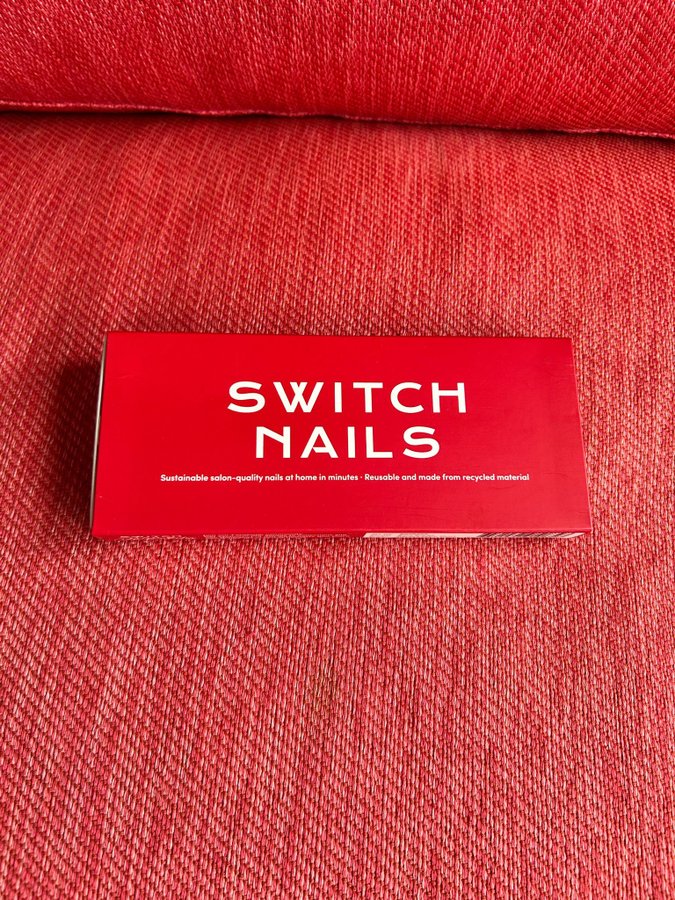 SWITCH
NAILS
Sustainable salon-quality nails at home in minutes · Reusable and made from recycled material